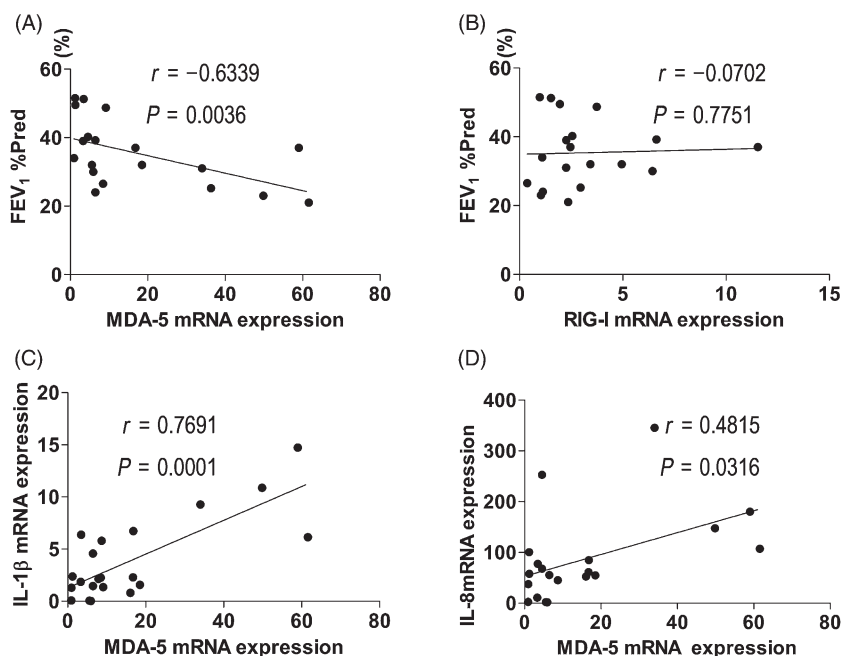 (A)
(%)
r = −0.6339
P = 0.0036
FEV1 %Pred
60
40
20
0
0 20 40 60 80
MDA-5 mRNA expression
(B)
(%)
r = −0.0702
P = 0.7751
FEV1 %Pred
60
40
20
0
0 5 10 15
RIG-I mRNA expression
(C)
r = 0.7691
P = 0.0001
IL-1β mRNA expression
20
15
10
5
0
0 20 40 60 80
MDA-5 mRNA expression
(D)
r = 0.4815
P = 0.0316
IL-8mRNA expression
400
300
200
100
0
0 20 40 60 80
MDA-5 mRNA expression